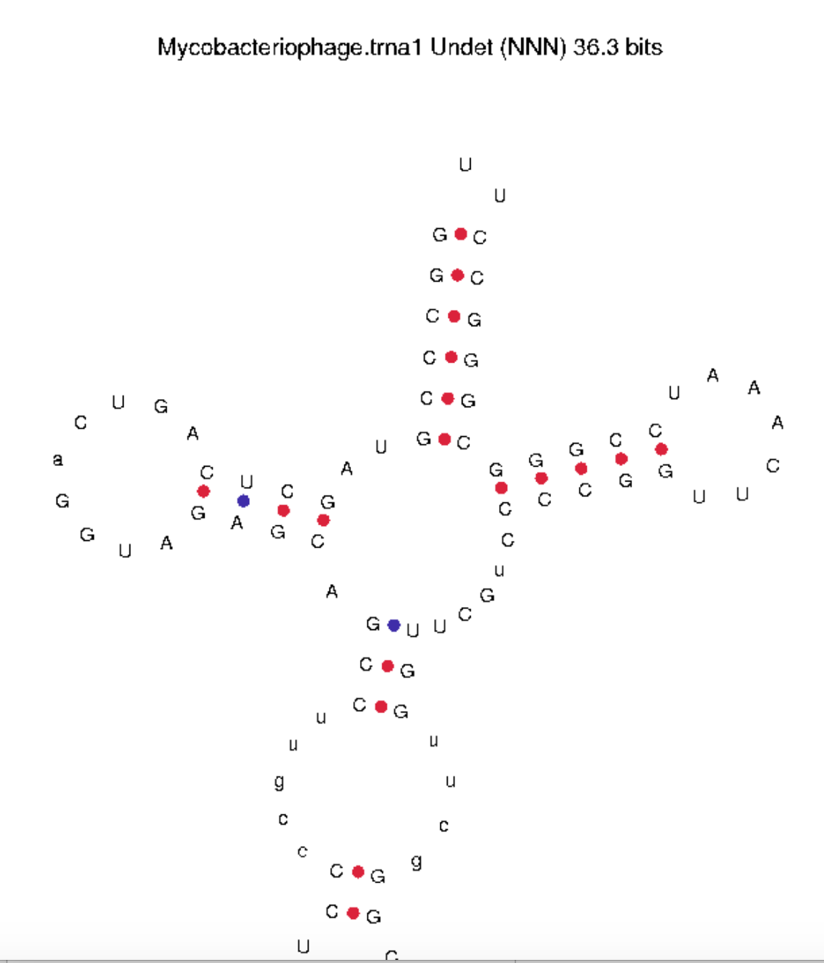 Mycobacteriophage.trna1 Undet (NNN) 36.3 bits
U
U
G C
G C
C G
C G
A
U G C G U A
C A C A
U G C G C
a A G G G C
C U C G G
G G C U U
G A C C
G U A G C C
A u
G U U C G
C G
u C G
u u
g u
c c
c g
C G
C G
U C